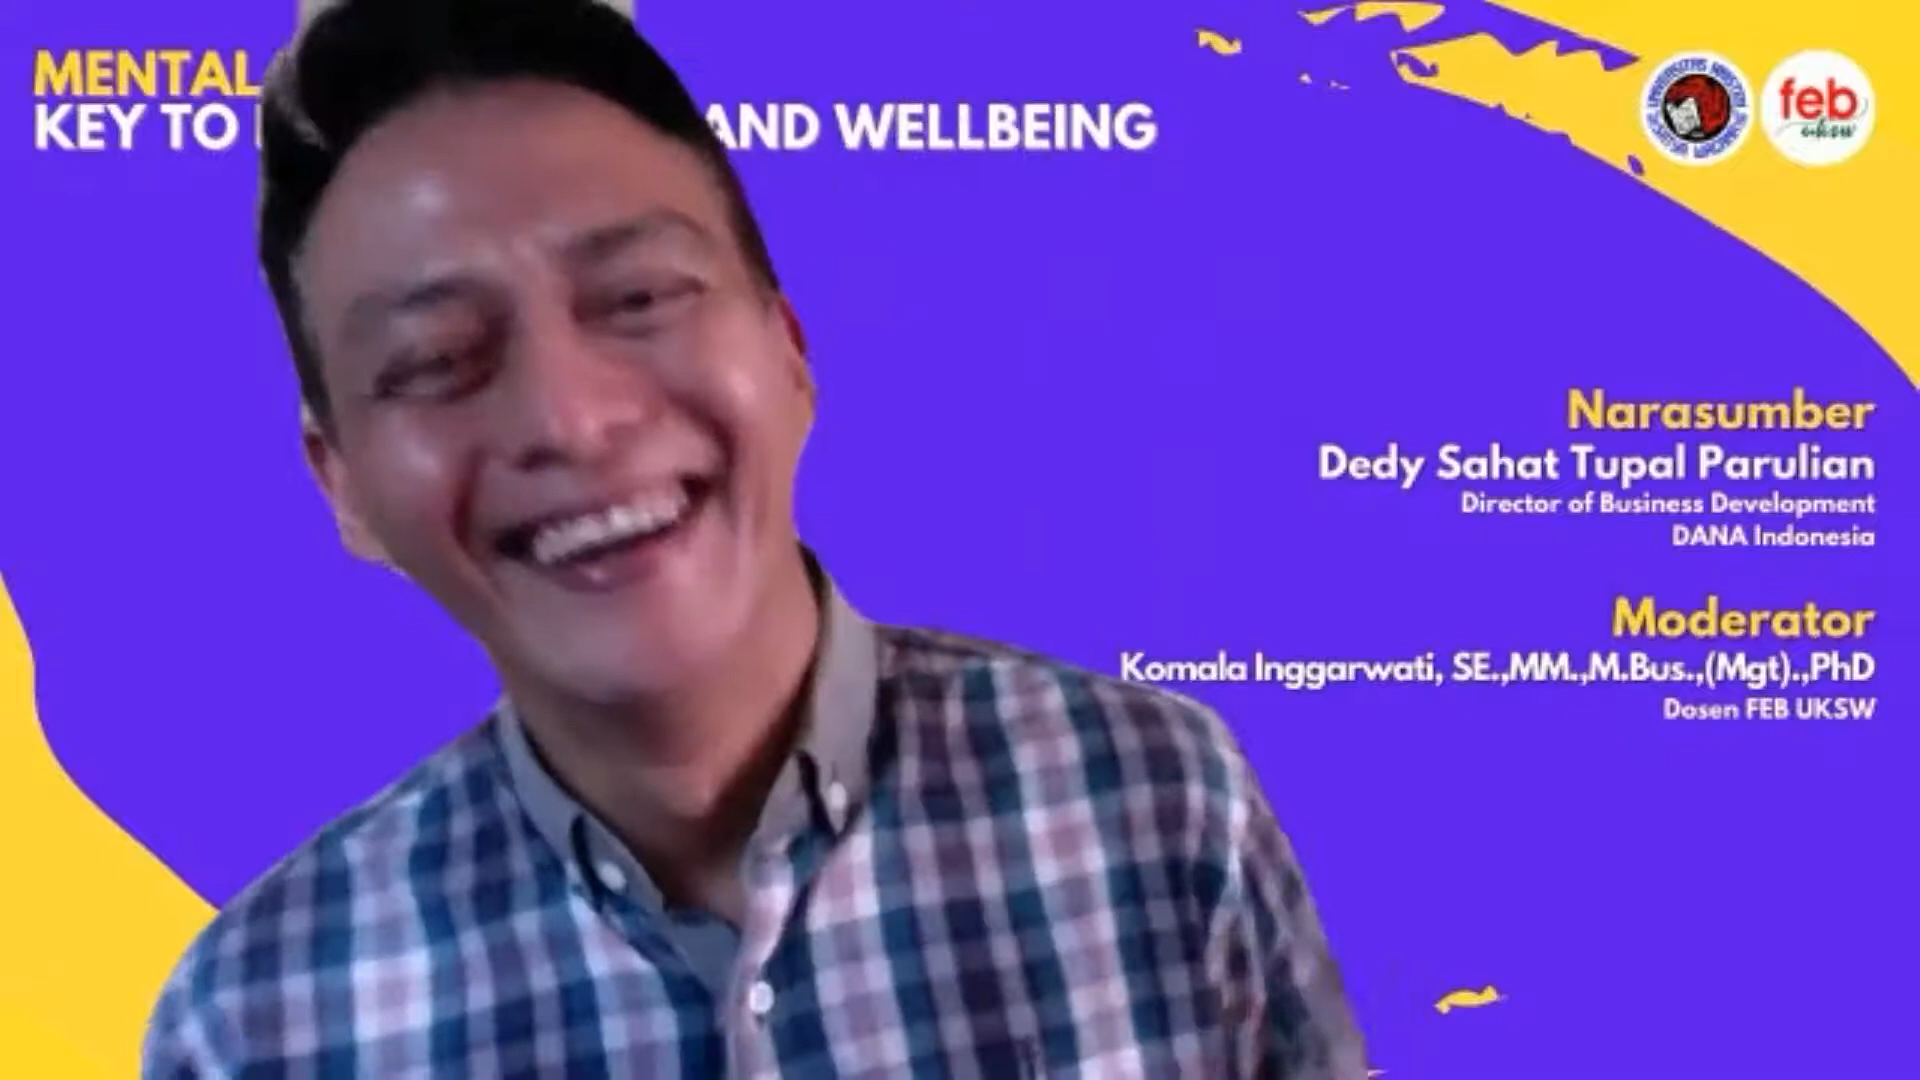 MENTAL
KEY TO AND WELLBEING
feb
uksw
Narasumber
Dedy Sahat Tupal Parulian
Director of Business Development
DANA Indonesia
Moderator
Komala Inggarwati, SE.,MM.,M.Bus.,(Mgt).,PhD
Dosen FEB UKSW